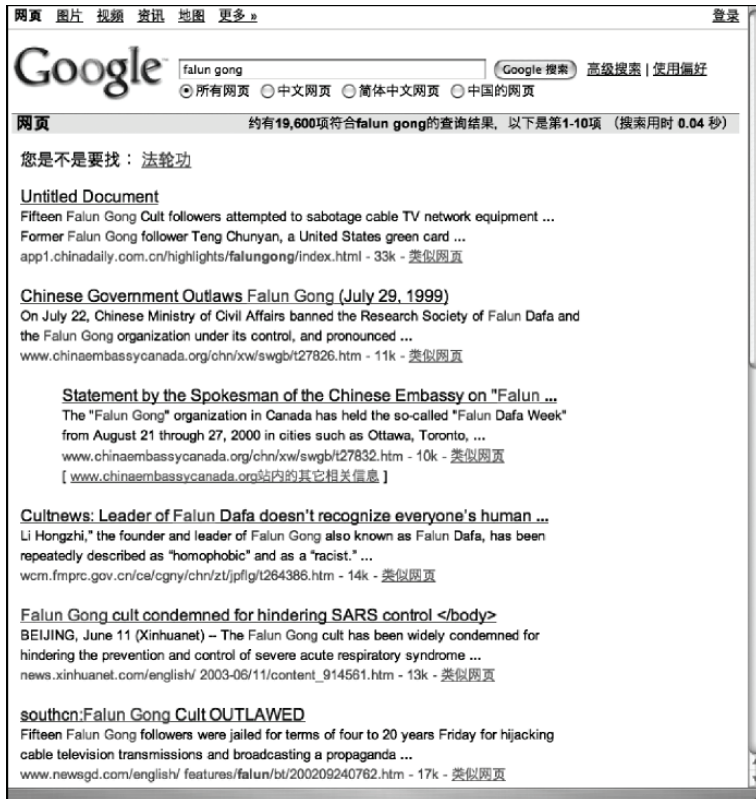 网页 图片 视频 资讯 地图 更多 » 登录
Google falun gong Google 搜索 高级搜索 | 使用偏好
所有网页 中文网页 简体中文网页 中国的网页
网页 约有19,600项符合falun gong的查询结果，以下是第1-10项 （搜索用时 0.04 秒）
您是不是要找： 法轮功
Untitled Document
Fifteen Falun Gong Cult followers attempted to sabotage cable TV network equipment ...
Former Falun Gong follower Teng Chunyan, a United States green card ...
app1.chinadaily.com.cn/highlights/falungong/index.html - 33k - 类似网页
Chinese Government Outlaws Falun Gong (July 29, 1999)
On July 22, Chinese Ministry of Civil Affairs banned the Research Society of Falun Dafa and
the Falun Gong organization under its control, and pronounced ...
www.chinaembassycanada.org/chn/xw/swgb/t27826.htm - 11k - 类似网页
Statement by the Spokesman of the Chinese Embassy on "Falun ...
The "Falun Gong" organization in Canada has held the so-called "Falun Dafa Week"
from August 21 through 27, 2000 in cities such as Ottawa, Toronto, ...
www.chinaembassycanada.org/chn/xw/swgb/t27832.htm - 10k - 类似网页
[ www.chinaembassycanada.org站内的其它相关信息 ]
Cultnews: Leader of Falun Dafa doesn't recognize everyone's human ...
Li Hongzhi," the founder and leader of Falun Gong also known as Falun Dafa, has been
repeatedly described as "homophobic" and as a "racist." ...
wcm.fmprc.gov.cn/ce/cgny/chn/zt/jpflg/t264386.htm - 14k - 类似网页
Falun Gong cult condemned for hindering SARS control </body>
BEIJING, June 11 (Xinhuanet) – The Falun Gong cult has been widely condemned for
hindering the prevention and control of severe acute respiratory syndrome ...
news.xinhuanet.com/english/ 2003-06/11/content_914561.htm - 13k - 类似网页
southcn:Falun Gong Cult OUTLAWED
Fifteen Falun Gong followers were jailed for terms of four to 20 years Friday for hijacking
cable television transmissions and broadcasting a propaganda ...
www.newsgd.com/english/ features/falun/bt/200209240762.htm - 17k - 类似网页